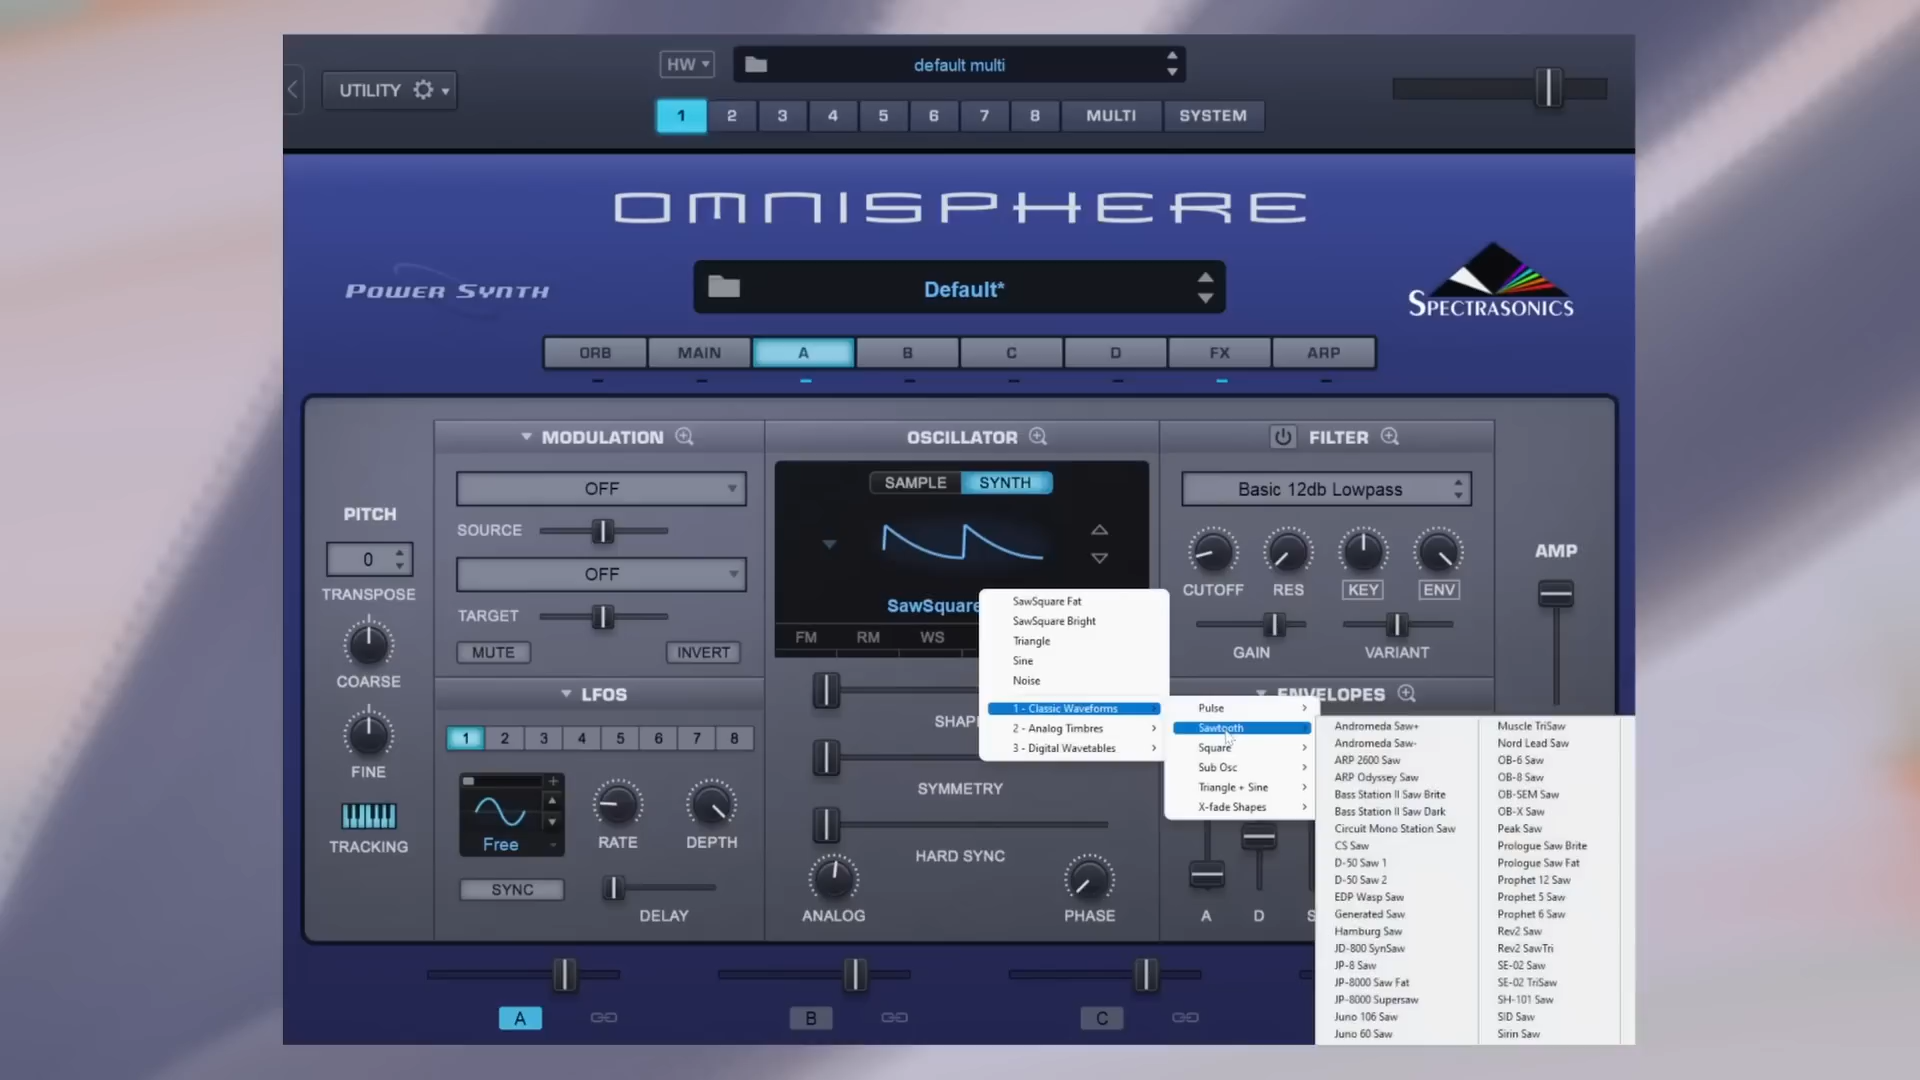 HW
default multi
UTILITY
1 2 3 4 5 6 7 8 MULTI SYSTEM
OMNISPHERE
POWER SYNTH
Default*
SPECTRASONICS
ORB MAIN A B C D FX ARP
MODULATION
OSCILLATOR
FILTER
SAMPLE SYNTH
OFF
Basic 12db Lowpass
PITCH
SOURCE
0
AMP
OFF
TRANSPOSE
CUTOFF RES KEY ENV
TARGET
SawSquare
FM RM WS
MUTE INVERT
GAIN VARIANT
COARSE
SawSquare Fat
SawSquare Bright
Triangle
Sine
Noise
1 - Classic Waveforms
2 - Analog Timbres
3 - Digital Wavetables
LFOS
ENVELOPES
Pulse
Sawtooth
Square
Sub Osc
Triangle + Sine
X-fade Shapes
1 2 3 4 5 6 7 8
FINE
SYMMETRY
Free
RATE DEPTH
TRACKING
HARD SYNC
SYNC
DELAY
ANALOG PHASE
A D
Andromeda Saw+
Andromeda Saw-
ARP 2600 Saw
ARP Odyssey Saw
Bass Station II Saw Brite
Bass Station II Saw Dark
Circuit Mono Station Saw
CS Saw
D-50 Saw 1
D-50 Saw 2
EDP Wasp Saw
Generated Saw
Hamburg Saw
JD-800 SynSaw
JP-8 Saw
JP-8000 Saw Fat
JP-8000 Supersaw
Juno 106 Saw
Juno 60 Saw
Muscle TriSaw
Nord Lead Saw
OB-6 Saw
OB-8 Saw
OB-SEM Saw
OB-X Saw
Peak Saw
Prologue Saw Brite
Prologue Saw Fat
Prophet 12 Saw
Prophet 5 Saw
Prophet 6 Saw
Rev2 Saw
Rev2 SawTri
SE-02 Saw
SE-02 TriSaw
SH-101 Saw
SID Saw
Sirin Saw
A B C